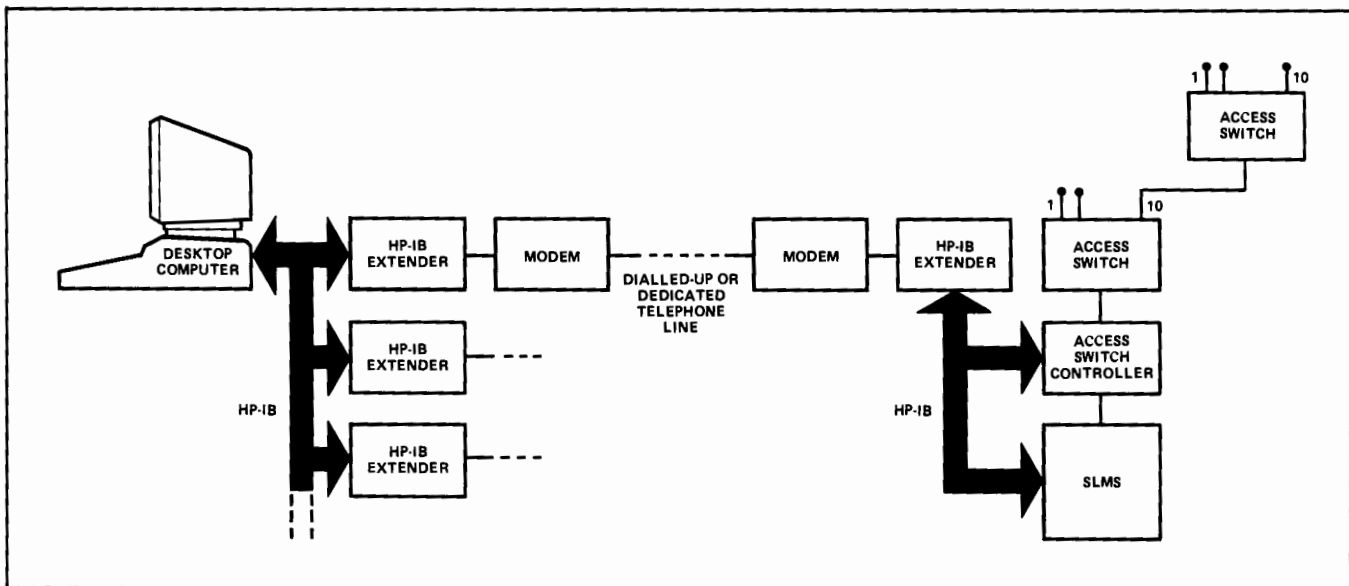 1
10
ACCESS
SWITCH
1
10
DESKTOP
COMPUTER
HP-IB
EXTENDER
MODEM
DIALLED-UP OR
DEDICATED
TELEPHONE
LINE
MODEM
HP-IB
EXTENDER
ACCESS
SWITCH
HP-IB
EXTENDER
ACCESS
SWITCH
CONTROLLER
HP-IB
HP-IB
EXTENDER
HP-IB
SLMS